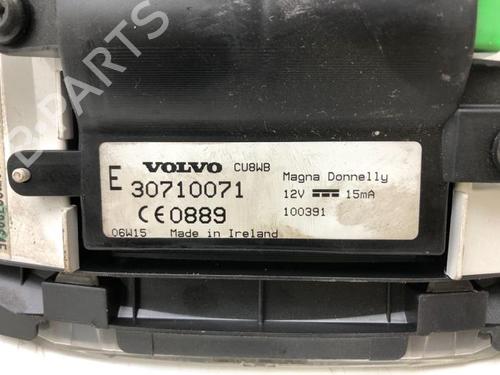 VOLVO CU8WB
E 30710071
CE0889
06W15 Made in Ireland
Magna Donnelly
12V 15mA
100391
B-PARTS